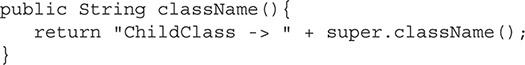 public String className(){
   return "ChildClass -> " + super.className();
}